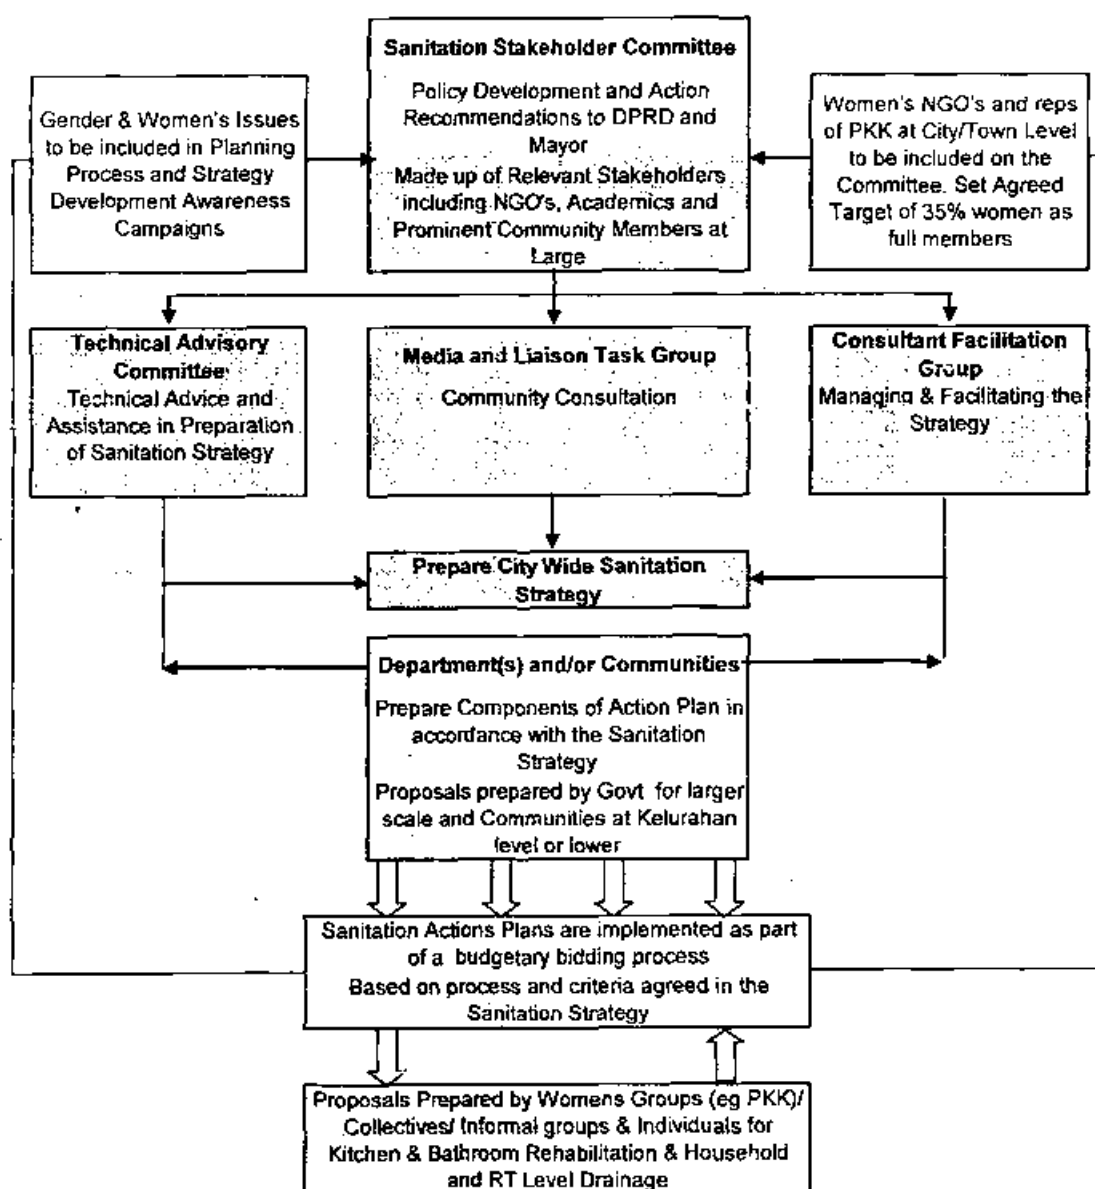 Sanitation Stakeholder Committee
Policy Development and Action
Recommendations to DPRD and
Mayor
Made up of Relevant Stakeholders
including NGO's, Academics and
Prominent Community Members at
Large
Gender & Women's Issues
to be included in Planning
Process and Strategy
Development Awareness
Campaigns
Women's NGO's and reps
of PKK at City/Town Level
to be included on the
Committee. Set Agreed
Target of 35% women as
full members
Technical Advisory
Committee
Technical Advice and
Assistance in Preparation
of Sanitation Strategy
Media and Liaison Task Group
Community Consultation
Consultant Facilitation
Group
Managing & Facilitating the
Strategy
Prepare City Wide Sanitation
Strategy
Department(s) and/or Communities
Prepare Components of Action Plan in
accordance with the Sanitation
Strategy
Proposals prepared by Govt for larger
scale and Communities at Kelurahan
level or lower
Sanitation Actions Plans are implemented as part
of a budgetary bidding process
Based on process and criteria agreed in the
Sanitation Strategy
Proposals Prepared by Womens Groups (eg PKK)/
Collectives/ Informal groups & Individuals for
Kitchen & Bathroom Rehabilitation & Household
and RT Level Drainage